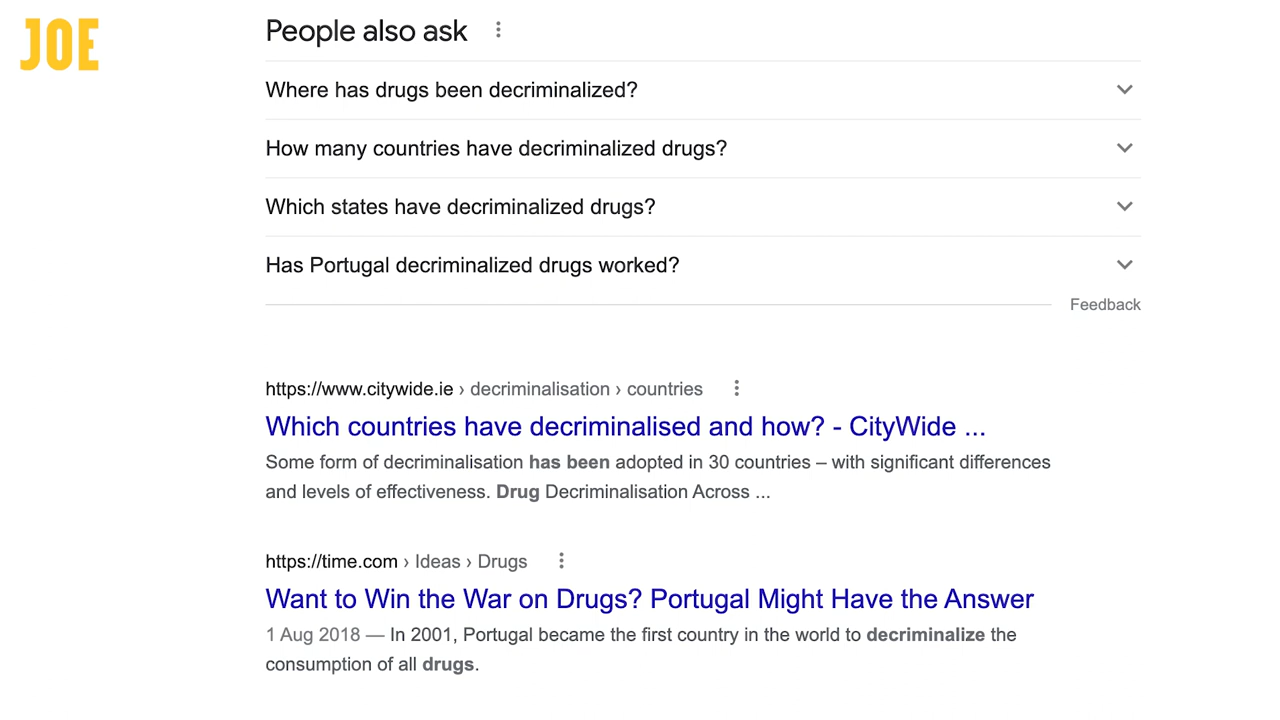 JOE
People also ask
Where has drugs been decriminalized?
How many countries have decriminalized drugs?
Which states have decriminalized drugs?
Has Portugal decriminalized drugs worked?
Feedback
https://www.citywide.ie › decriminalisation › countries
Which countries have decriminalised and how? - CityWide ...
Some form of decriminalisation has been adopted in 30 countries – with significant differences
and levels of effectiveness. Drug Decriminalisation Across ...
https://time.com › Ideas › Drugs
Want to Win the War on Drugs? Portugal Might Have the Answer
1 Aug 2018 — In 2001, Portugal became the first country in the world to decriminalize the
consumption of all drugs.